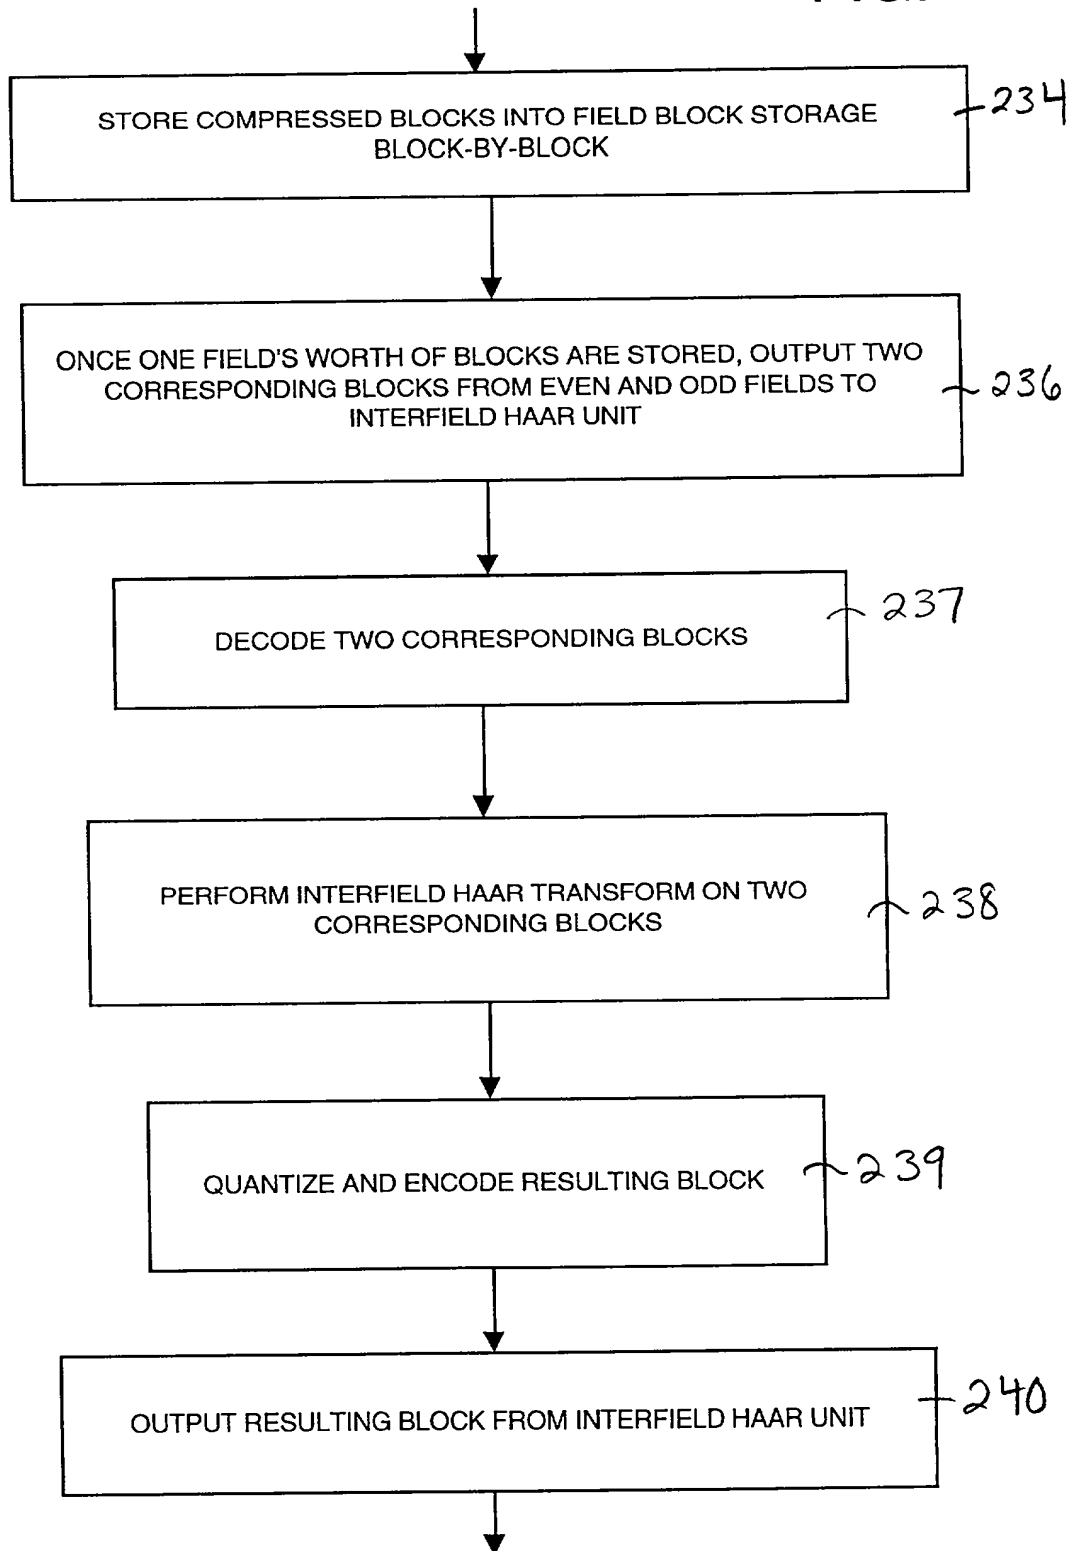 STORE COMPRESSED BLOCKS INTO FIELD BLOCK STORAGE
BLOCK-BY-BLOCK
234
ONCE ONE FIELD'S WORTH OF BLOCKS ARE STORED, OUTPUT TWO
CORRESPONDING BLOCKS FROM EVEN AND ODD FIELDS TO
INTERFIELD HAAR UNIT
236
DECODE TWO CORRESPONDING BLOCKS
237
PERFORM INTERFIELD HAAR TRANSFORM ON TWO
CORRESPONDING BLOCKS
238
QUANTIZE AND ENCODE RESULTING BLOCK
239
OUTPUT RESULTING BLOCK FROM INTERFIELD HAAR UNIT
240